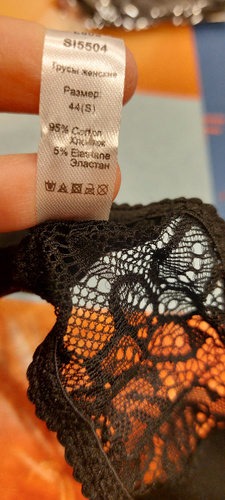 SI5504
Трусы женские
Размер:
44(S)
95% Cotton
Хлопок
5% Elastane
Эластан